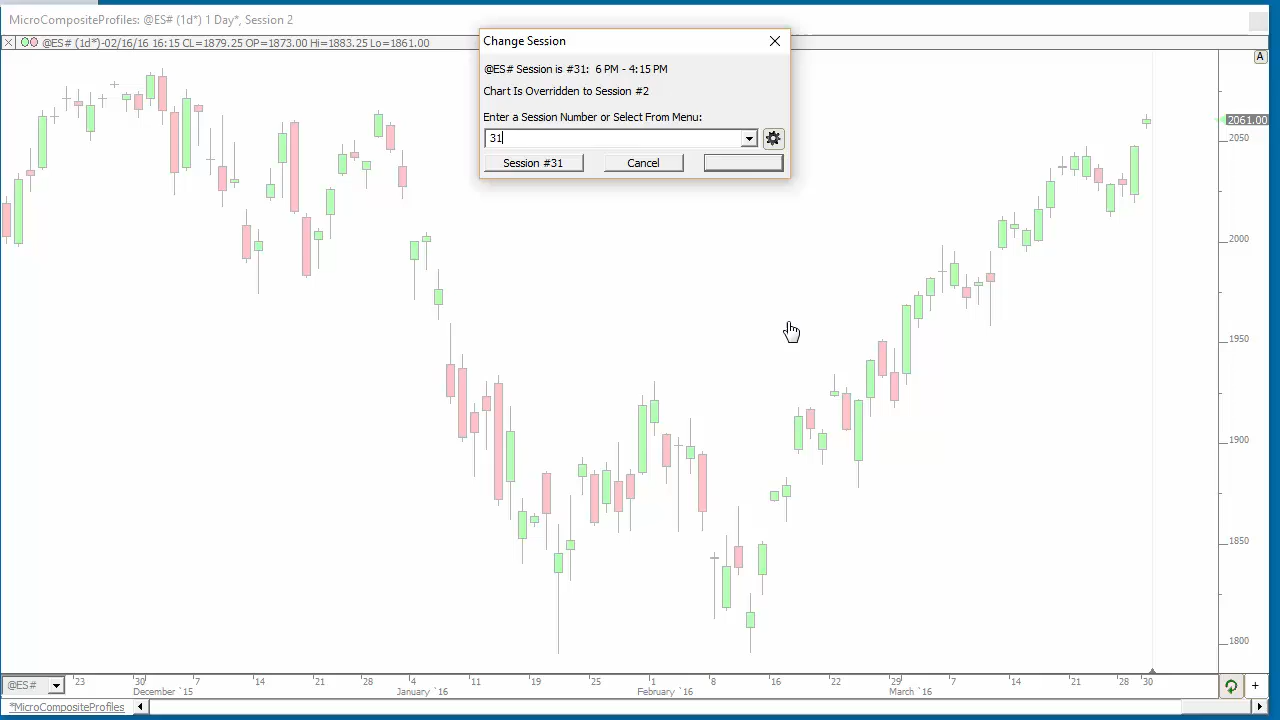 MicroCompositeProfiles: @ES# (1d*) 1 Day*, Session 2
@ES# (1d*)-02/16/16 16:15 CL=1879.25 OP=1873.00 Hi=1883.25 Lo=1861.00
A
Change Session
@ES# Session is #31: 6 PM - 4:15 PM
Chart Is Overridden to Session #2
Enter a Session Number or Select From Menu:
31
Session #31 Cancel
2061.00
2050
2000
1950
1900
1850
1800
@ES# 23 30 7 14 21 28 4 11 19 25 1 8 16 22 29 7 14 21 28 30 +
December `15 January `16 February `16 March `16
*MicroCompositeProfiles